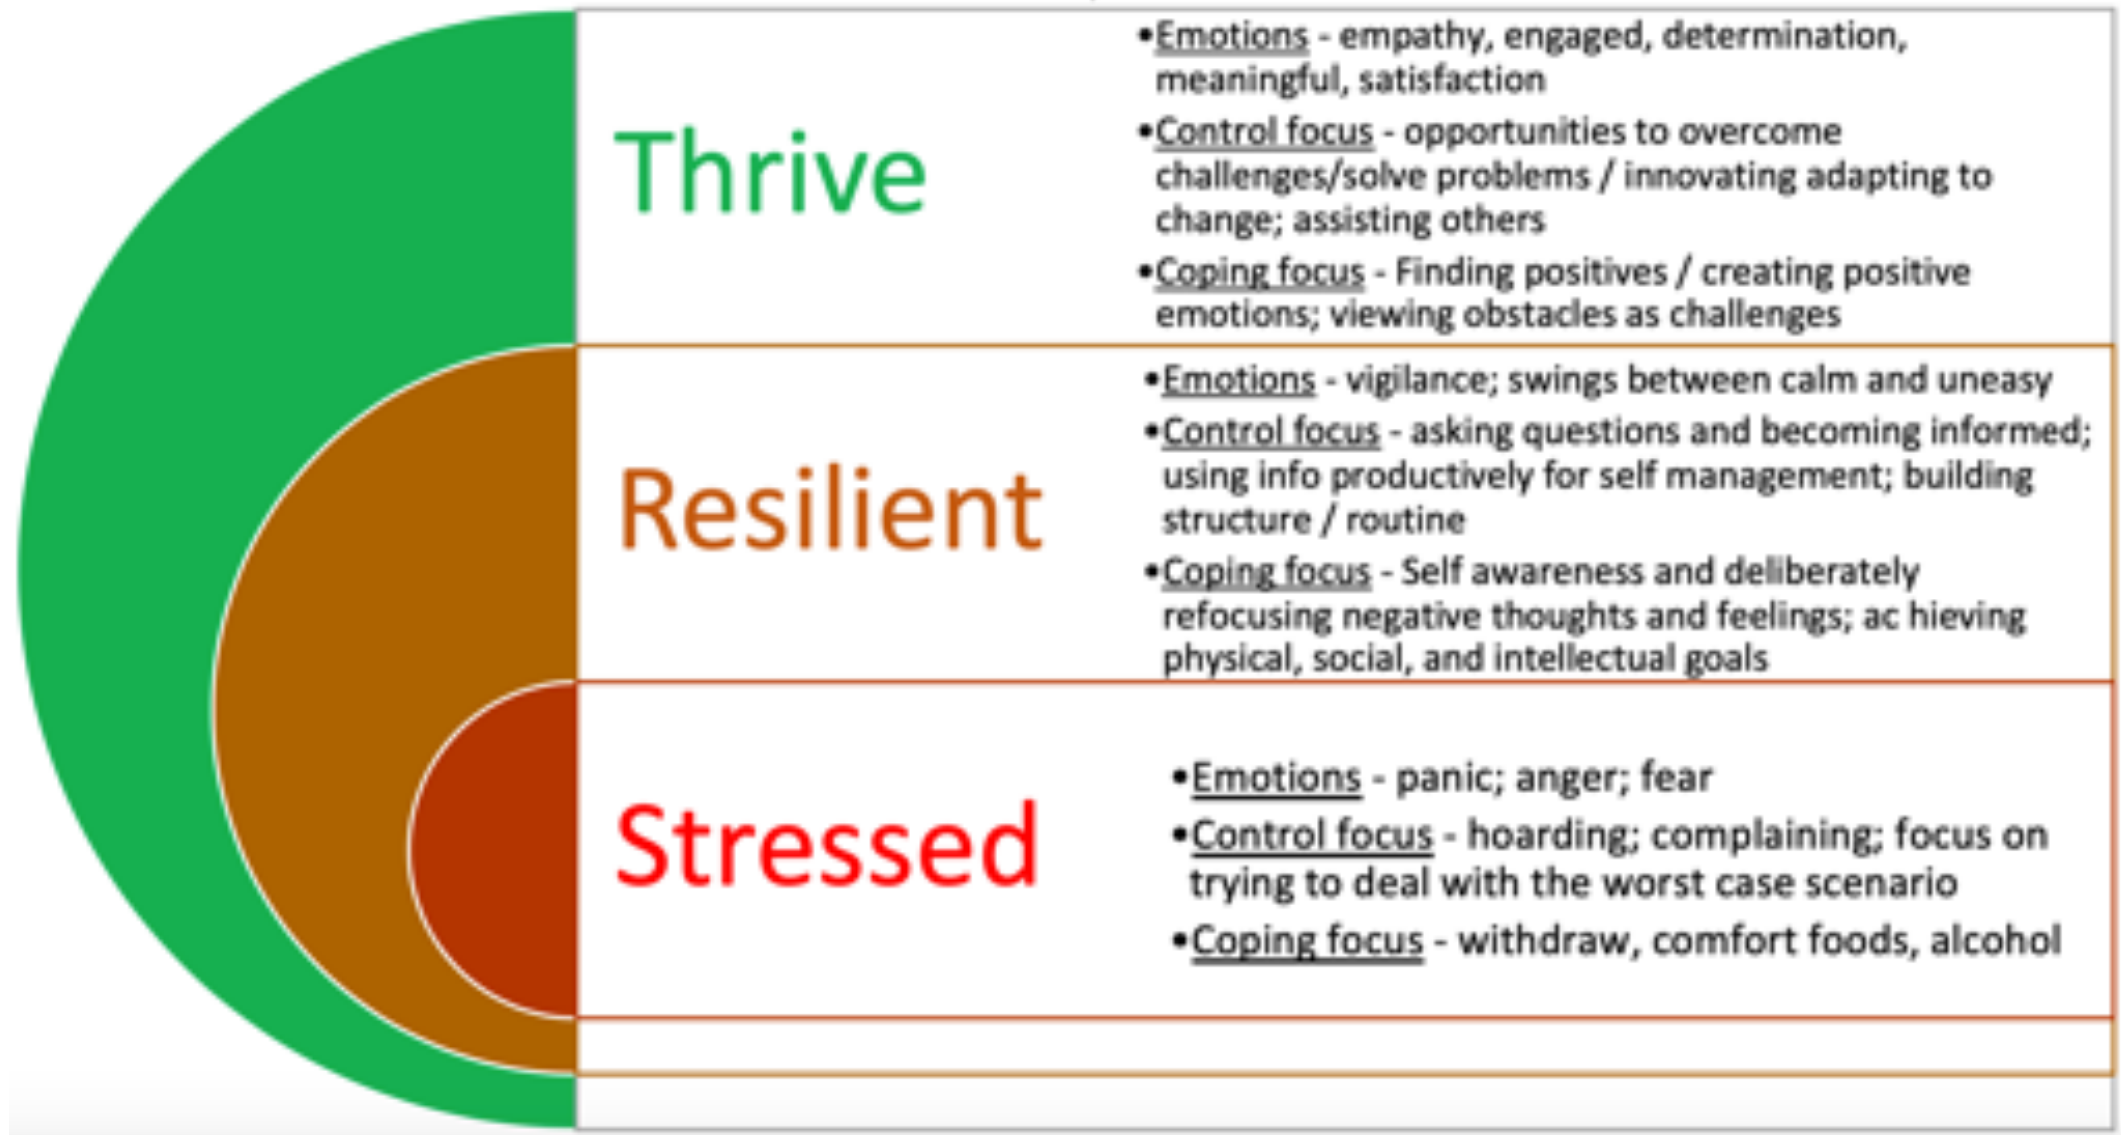 Thrive
•Emotions - empathy, engaged, determination,
meaningful, satisfaction
•Control focus - opportunities to overcome
challenges/solve problems / innovating adapting to
change; assisting others
•Coping focus - Finding positives / creating positive
emotions; viewing obstacles as challenges
Resilient
•Emotions - vigilance; swings between calm and uneasy
•Control focus - asking questions and becoming informed;
using info productively for self management; building
structure / routine
•Coping focus - Self awareness and deliberately
refocusing negative thoughts and feelings; ac hieving
physical, social, and intellectual goals
Stressed
•Emotions - panic; anger; fear
•Control focus - hoarding; complaining; focus on
trying to deal with the worst case scenario
•Coping focus - withdraw, comfort foods, alcohol